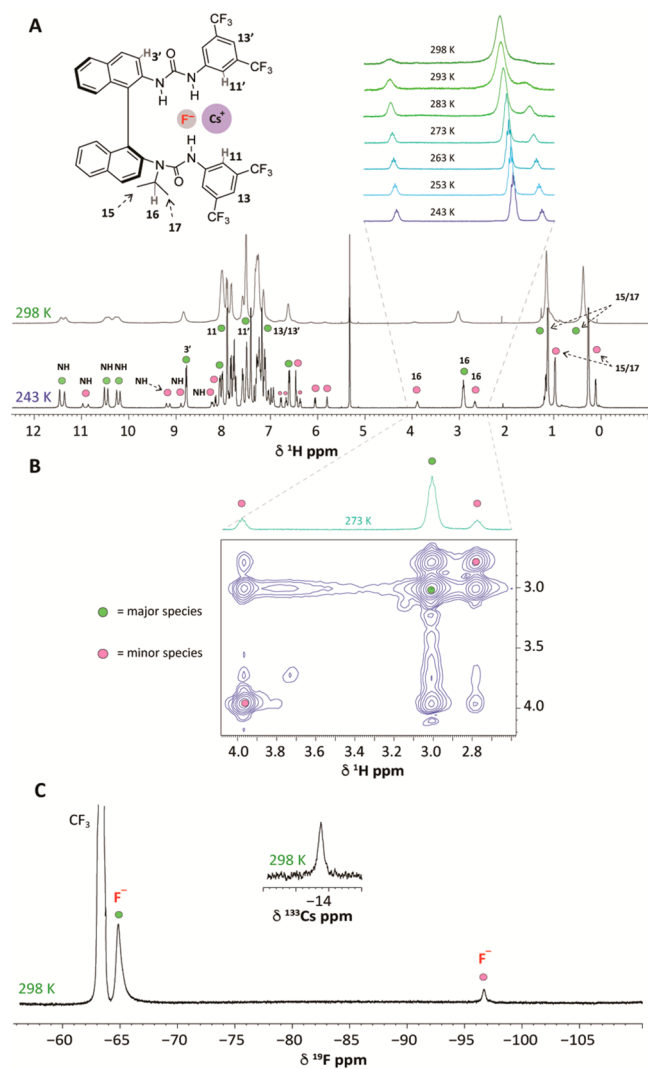 A
CF₃
H
3′
O
13′
N
H
N
H
CF₃
H
11′
F⁻
Cs⁺
H
N
N
O
H
11
CF₃
13
H
CF₃
15
16
17
298 K
293 K
283 K
273 K
263 K
253 K
243 K
298 K
11
11′
13/13′
15/17
3′
NH
NH
NH
NH
NH
NH
NH
16
16
16
15/17
243 K
12 11 10 9 8 7 6 5 4 3 2 1 0
δ ¹H ppm
B
273 K
= major species
= minor species
3.0
3.5
4.0
4.0 3.8 3.6 3.4 3.2 3.0 2.8
δ ¹H ppm
C
CF₃
F⁻
298 K
−14
δ ¹³³Cs ppm
F⁻
298 K
−60 −65 −70 −75 −80 −85 −90 −95 −100 −105
δ ¹⁹F ppm